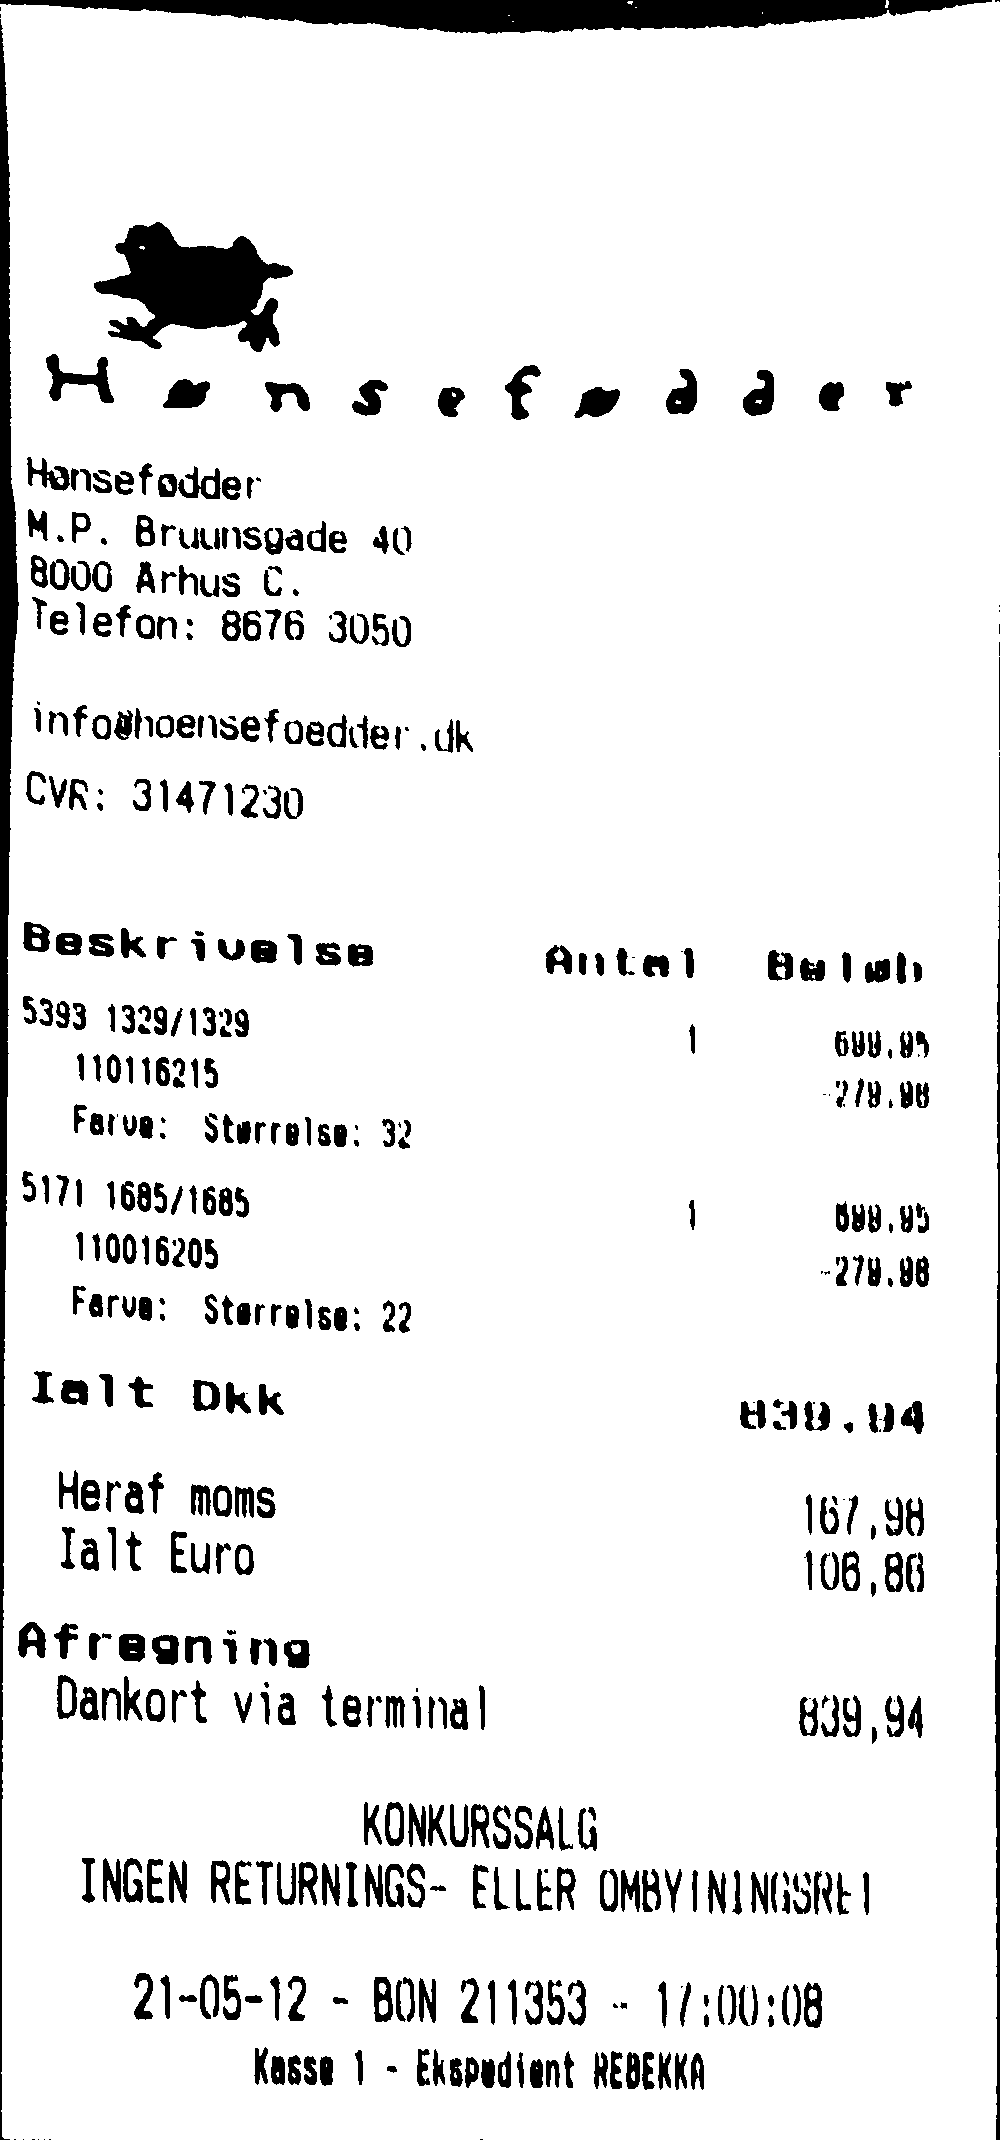 Hønsefødder
Hønsefødder
M.P. Bruunsgade 40
8000 Arhus C.
Telefon: 8676 3050
info@hoensefoedder.dk
CVR: 31471230
Beskrivelse Antal Beløb
5393 1329/1329 1 699.95
110116215 -279.98
Farve: Størrelse: 32
5171 1685/1685 1 699.95
110016205 -279.98
Farve: Størrelse: 22
Ialt Dkk 839.94
Heraf moms 167,98
Ialt Euro 106,86
Afregning
Dankort via terminal 839,94
KONKURSSALG
INGEN RETURNINGS- ELLER OMBYTNINGSRET
21-05-12 - BON 211353 - 17:00:08
Kasse 1 - Ekspedient REBEKKA